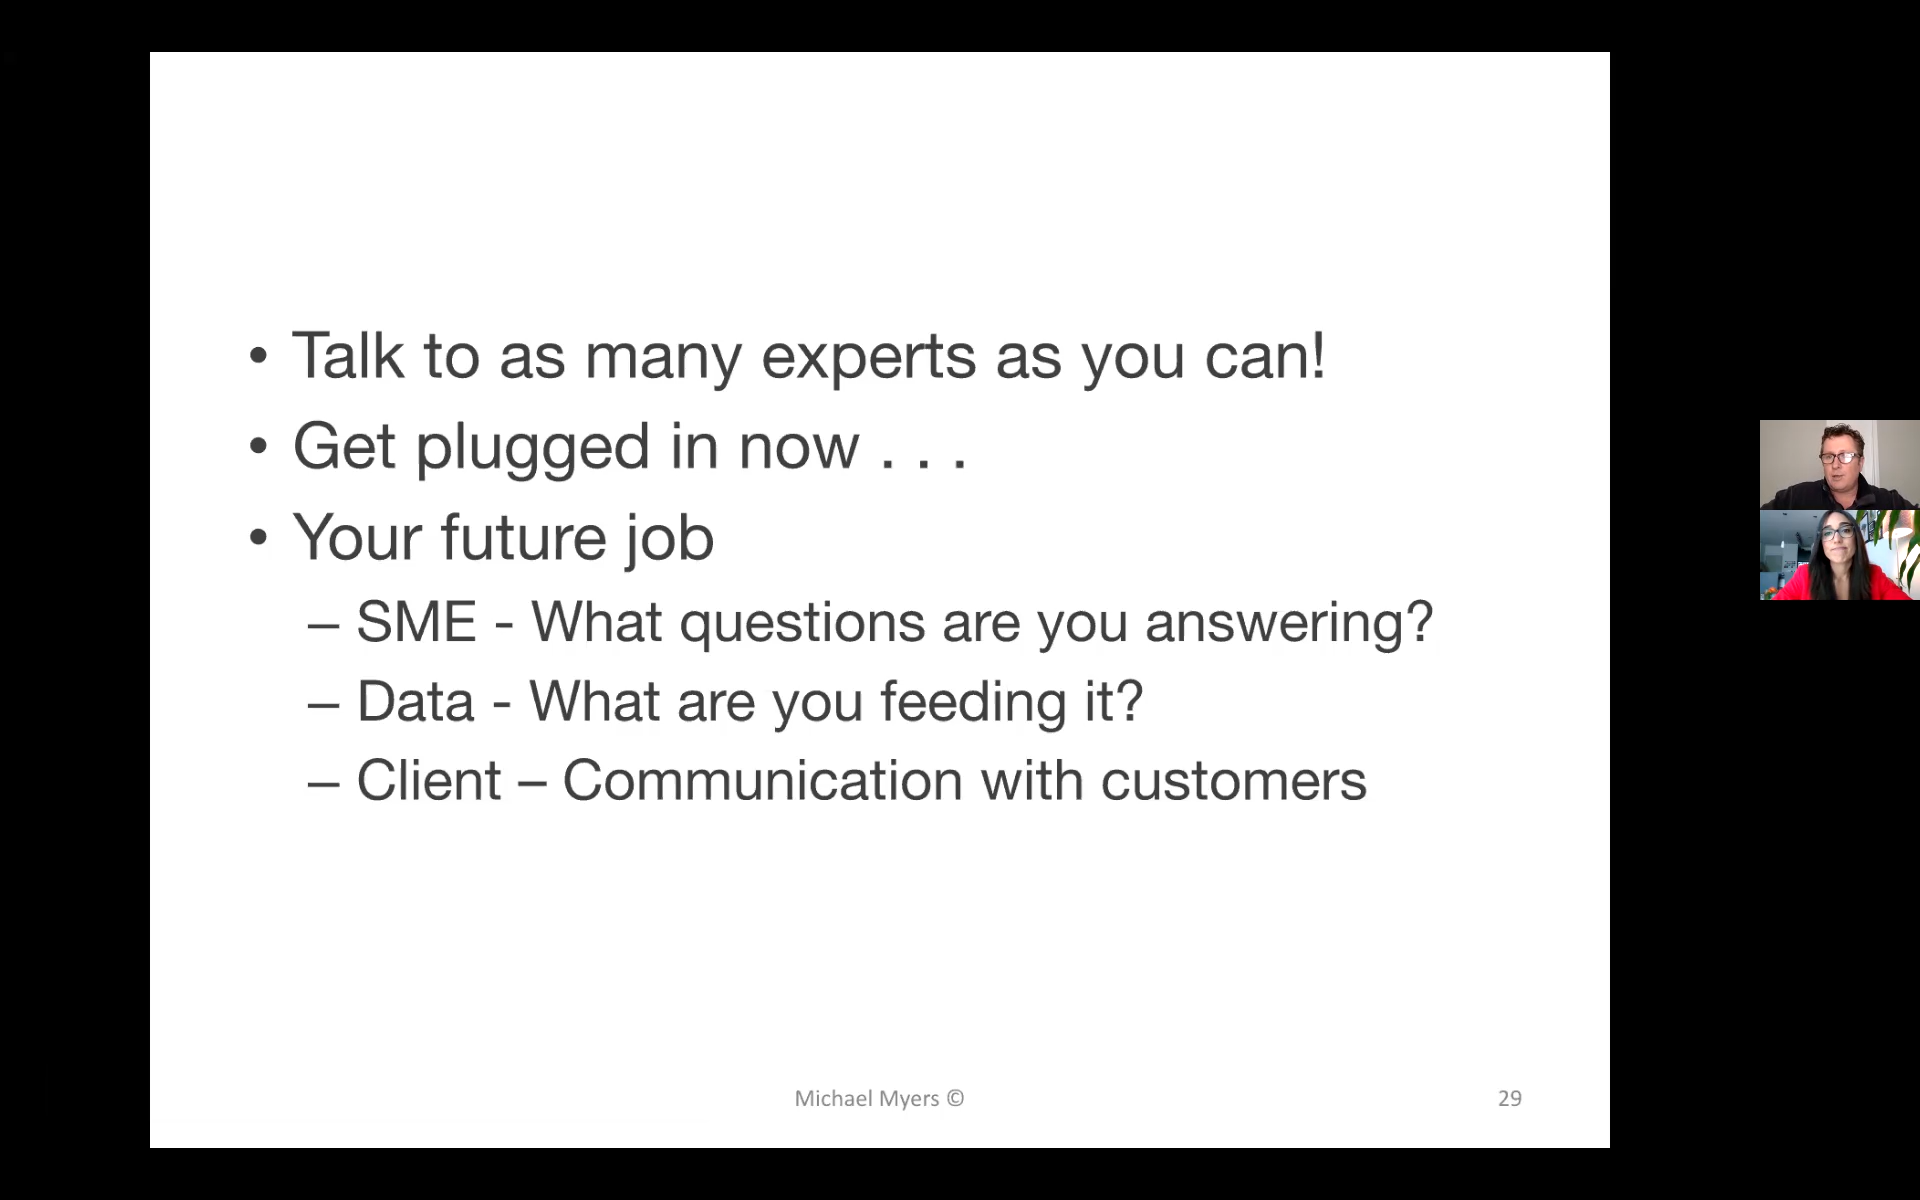 • Talk to as many experts as you can!
• Get plugged in now . . .
• Your future job
– SME - What questions are you answering?
– Data - What are you feeding it?
– Client – Communication with customers
Michael Myers ©
29